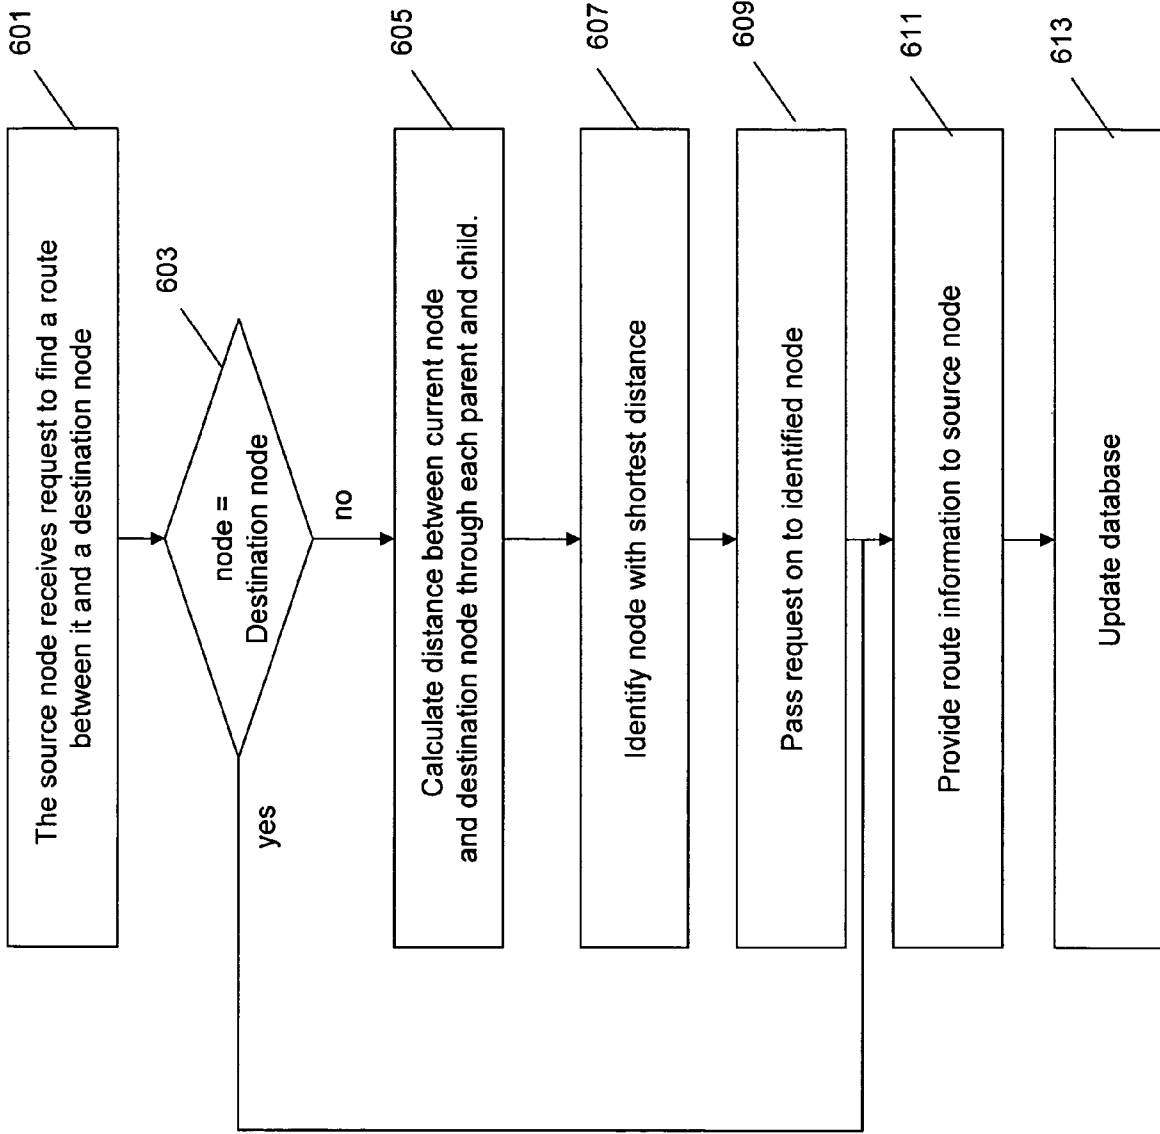 601
The source node receives request to find a route
between it and a destination node
603
node =
Destination node
yes
no
605
Calculate distance between current node
and destination node through each parent and child.
607
Identify node with shortest distance
609
Pass request on to identified node
611
Provide route information to source node
613
Update database